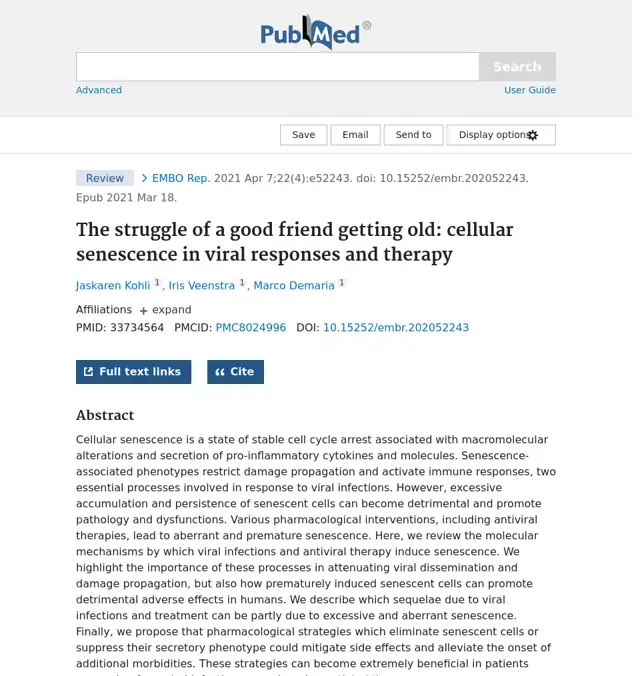 PubMed®
Search
Advanced
User Guide
Save
Email
Send to
Display options
Review
EMBO Rep. 2021 Apr 7;22(4):e52243. doi: 10.15252/embr.202052243.
Epub 2021 Mar 18.
The struggle of a good friend getting old: cellular
senescence in viral responses and therapy
Jaskaren Kohli 1, Iris Veenstra 1, Marco Demaria 1
Affiliations + expand
PMID: 33734564 PMCID: PMC8024996 DOI: 10.15252/embr.202052243
Full text links
Cite
Abstract
Cellular senescence is a state of stable cell cycle arrest associated with macromolecular
alterations and secretion of pro-inflammatory cytokines and molecules. Senescence-
associated phenotypes restrict damage propagation and activate immune responses, two
essential processes involved in response to viral infections. However, excessive
accumulation and persistence of senescent cells can become detrimental and promote
pathology and dysfunctions. Various pharmacological interventions, including antiviral
therapies, lead to aberrant and premature senescence. Here, we review the molecular
mechanisms by which viral infections and antiviral therapy induce senescence. We
highlight the importance of these processes in attenuating viral dissemination and
damage propagation, but also how prematurely induced senescent cells can promote
detrimental adverse effects in humans. We describe which sequelae due to viral
infections and treatment can be partly due to excessive and aberrant senescence.
Finally, we propose that pharmacological strategies which eliminate senescent cells or
suppress their secretory phenotype could mitigate side effects and alleviate the onset of
additional morbidities. These strategies can become extremely beneficial in patients